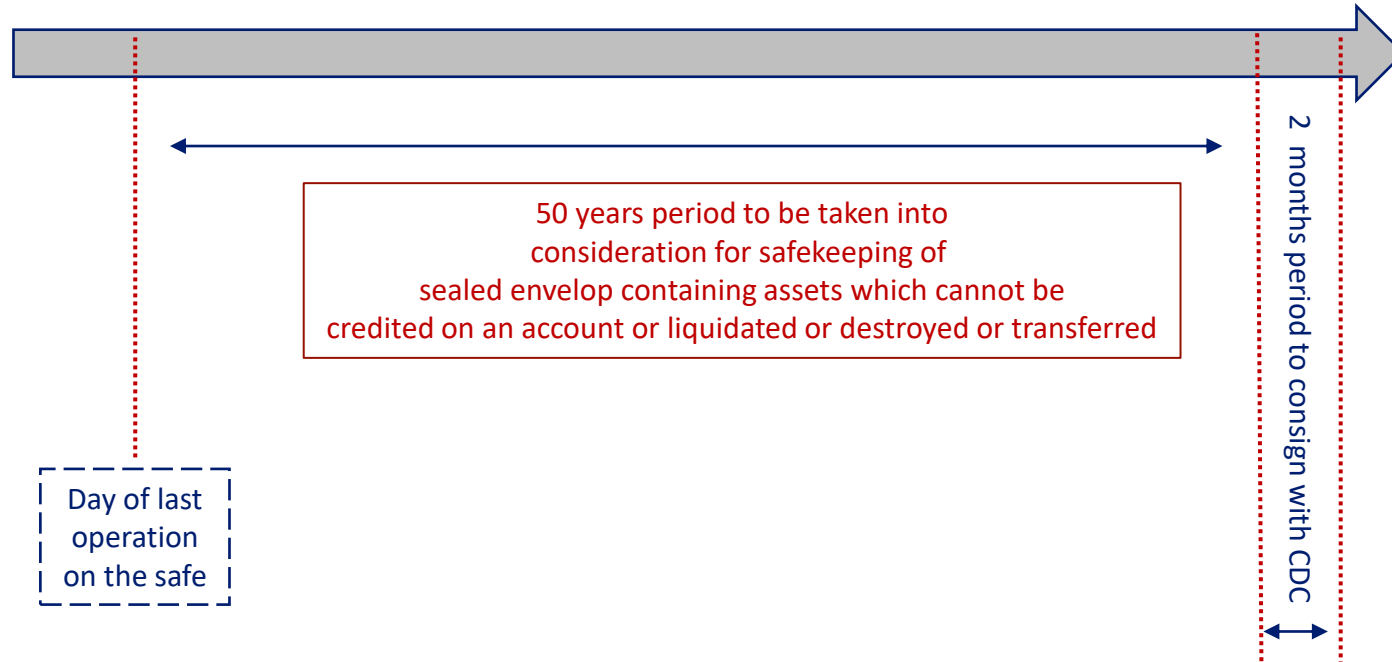 50 years period to be taken into
consideration for safekeeping of
sealed envelop containing assets which cannot be
credited on an account or liquidated or destroyed or transferred
Day of last
operation
on the safe
2 months period to consign with CDC